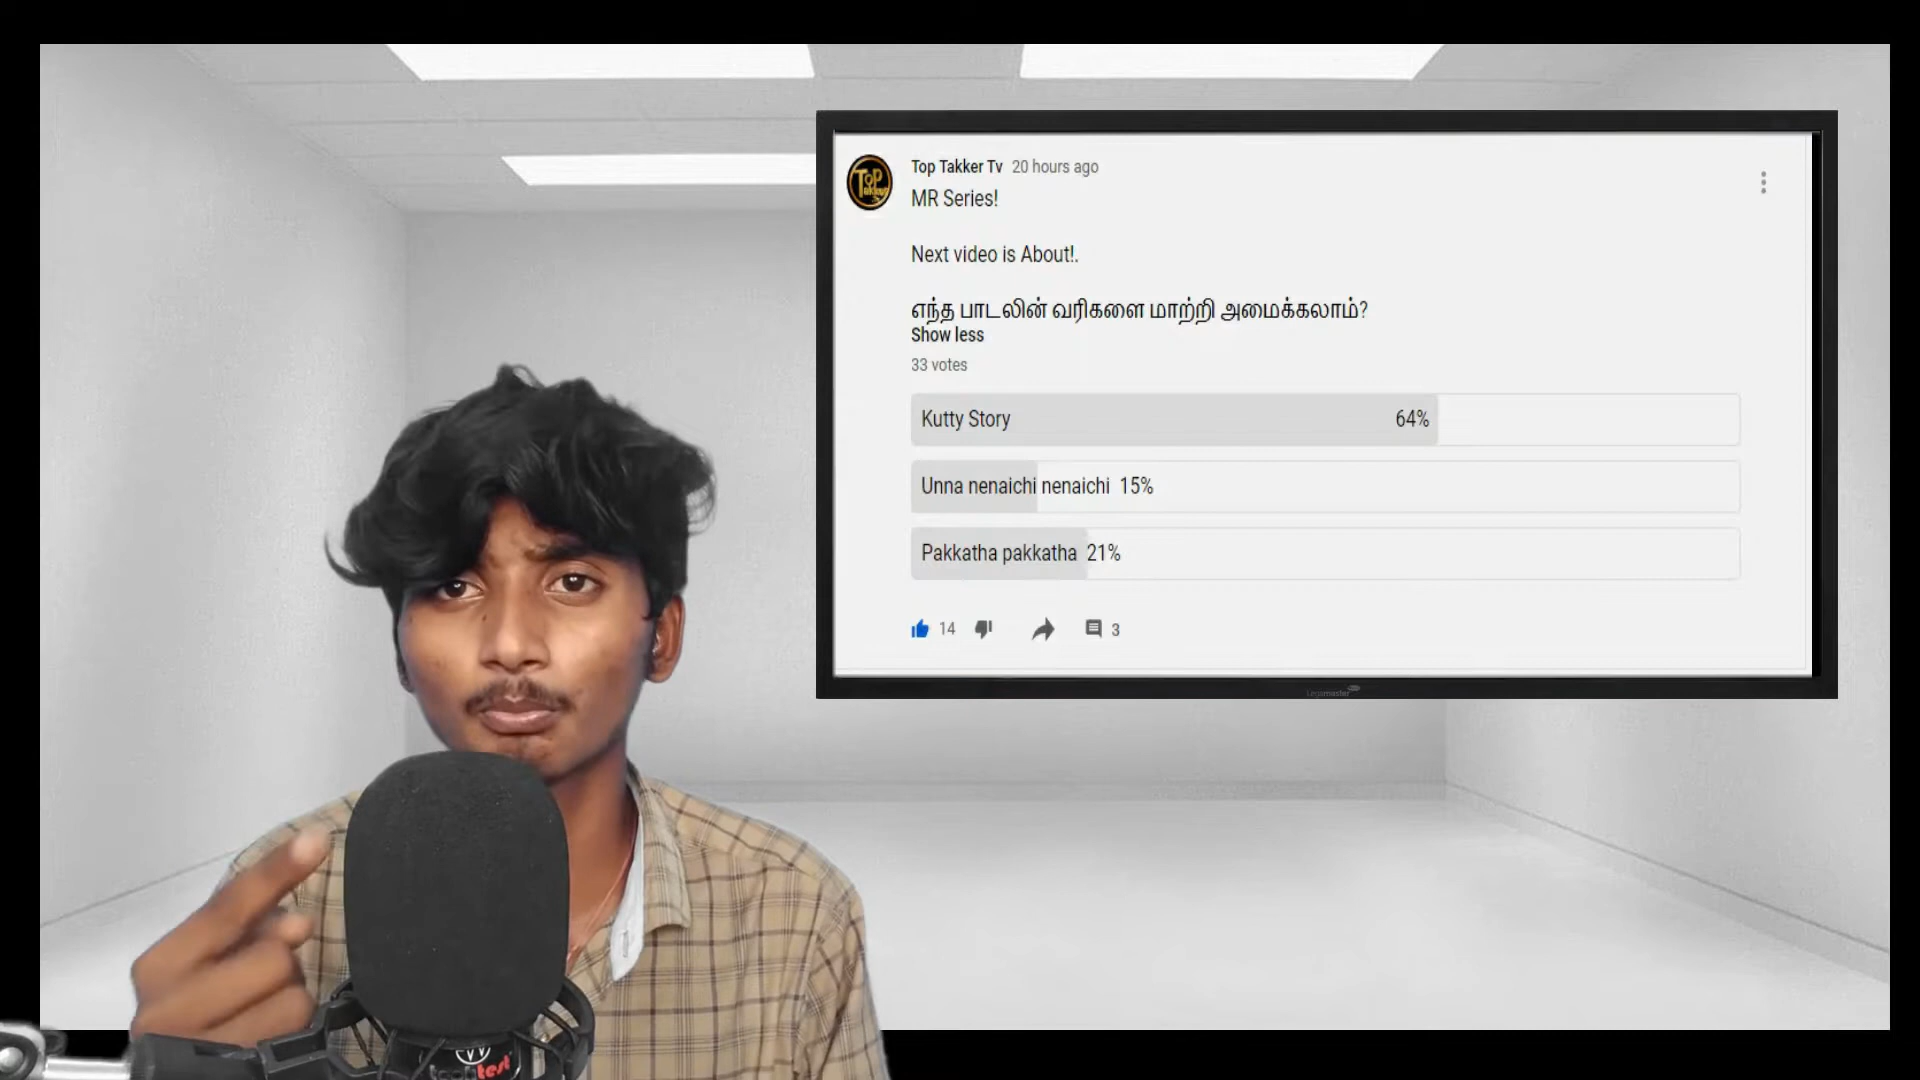 Top Takker Tv 20 hours ago
MR Series!
Next video is About!.
எந்த பாடலின் வரிகளை மாற்றி அமைக்கலாம்?
Show less
33 votes
Kutty Story 64%
Unna nenaichi nenaichi 15%
Pakkatha pakkatha 21%
14 3
Legamaster